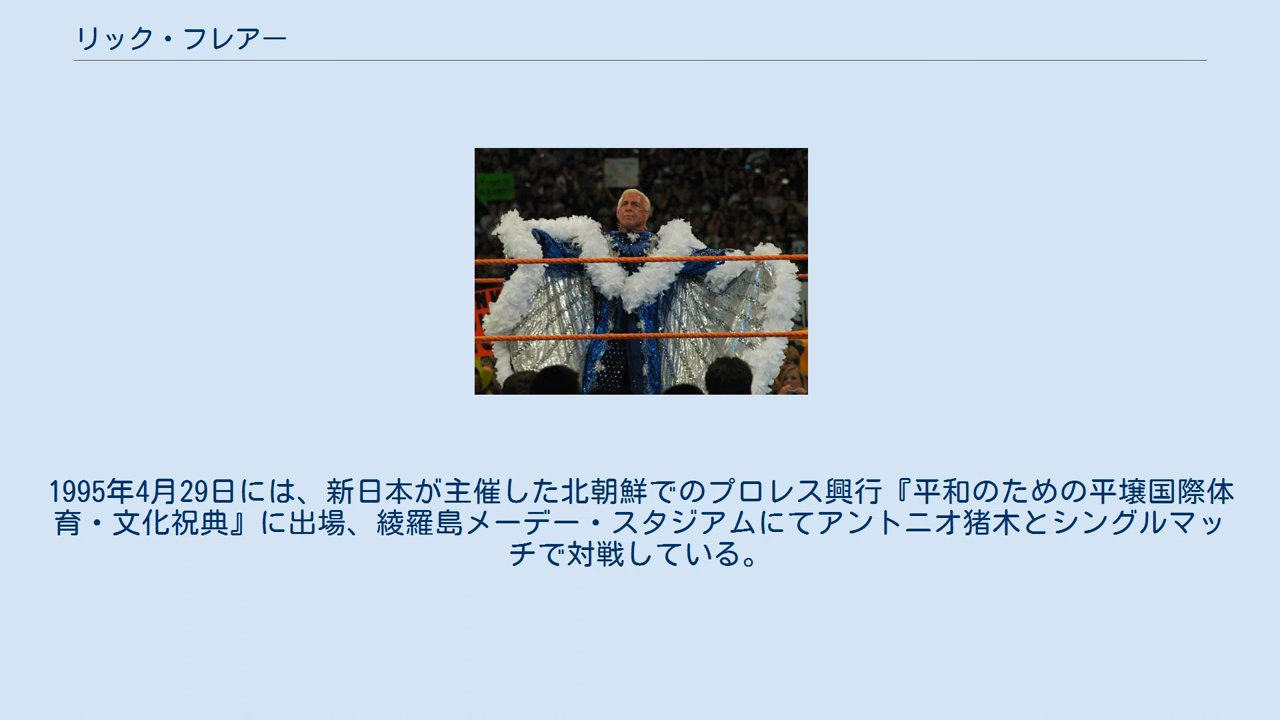 リック・フレアー
1995年4月29日には、新日本が主催した北朝鮮でのプロレス興行『平和のための平壌国際体
育・文化祝典』に出場、綾羅島メーデー・スタジアムにてアントニオ猪木とシングルマッ
チで対戦している。